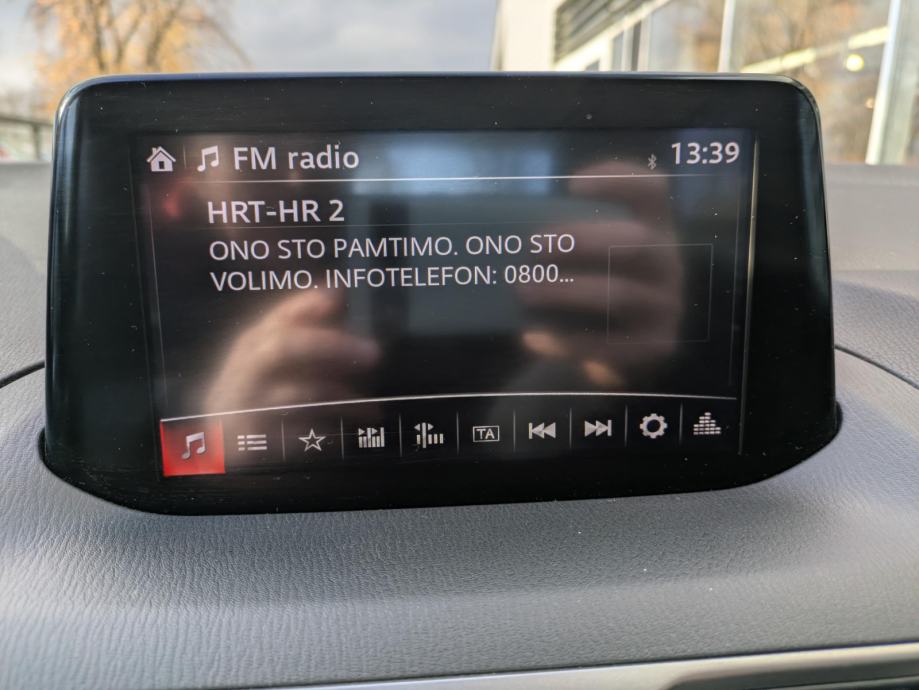 FM radio
13:39
HRT-HR 2
ONO STO PAMTIMO. ONO STO
VOLIMO. INFOTELEFON: 0800...
TA